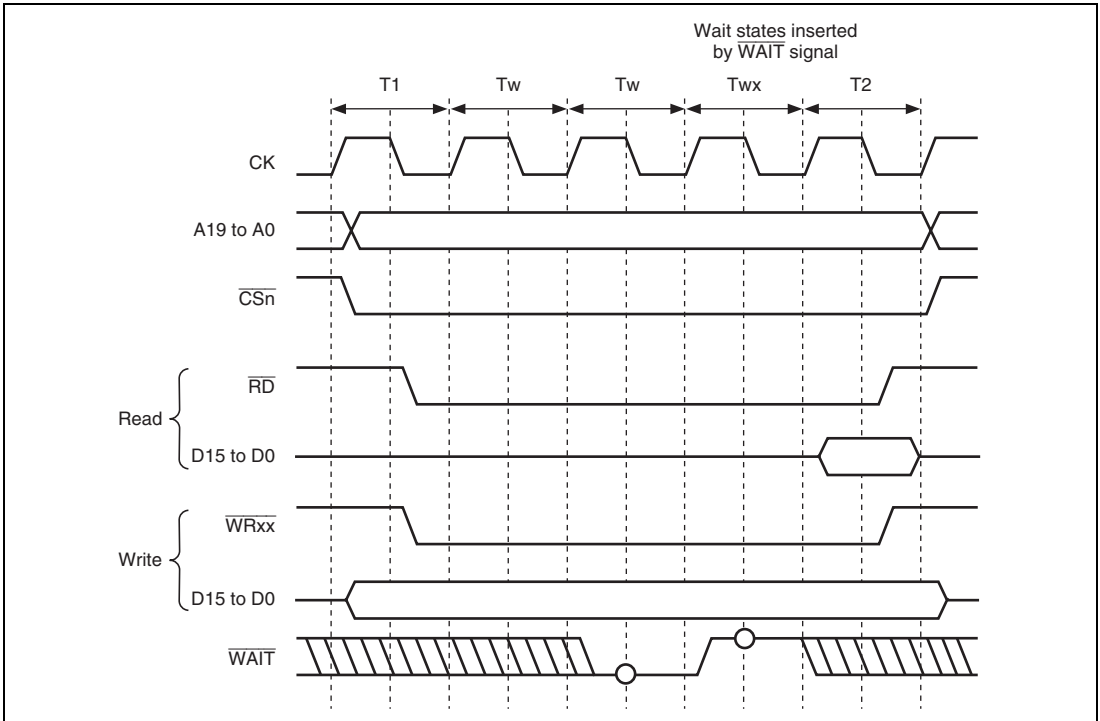 Wait states inserted
by WAIT signal
T1 Tw Tw Twx T2
CK
A19 to A0
CSn
RD
Read
D15 to D0
WRxx
Write
D15 to D0
WAIT